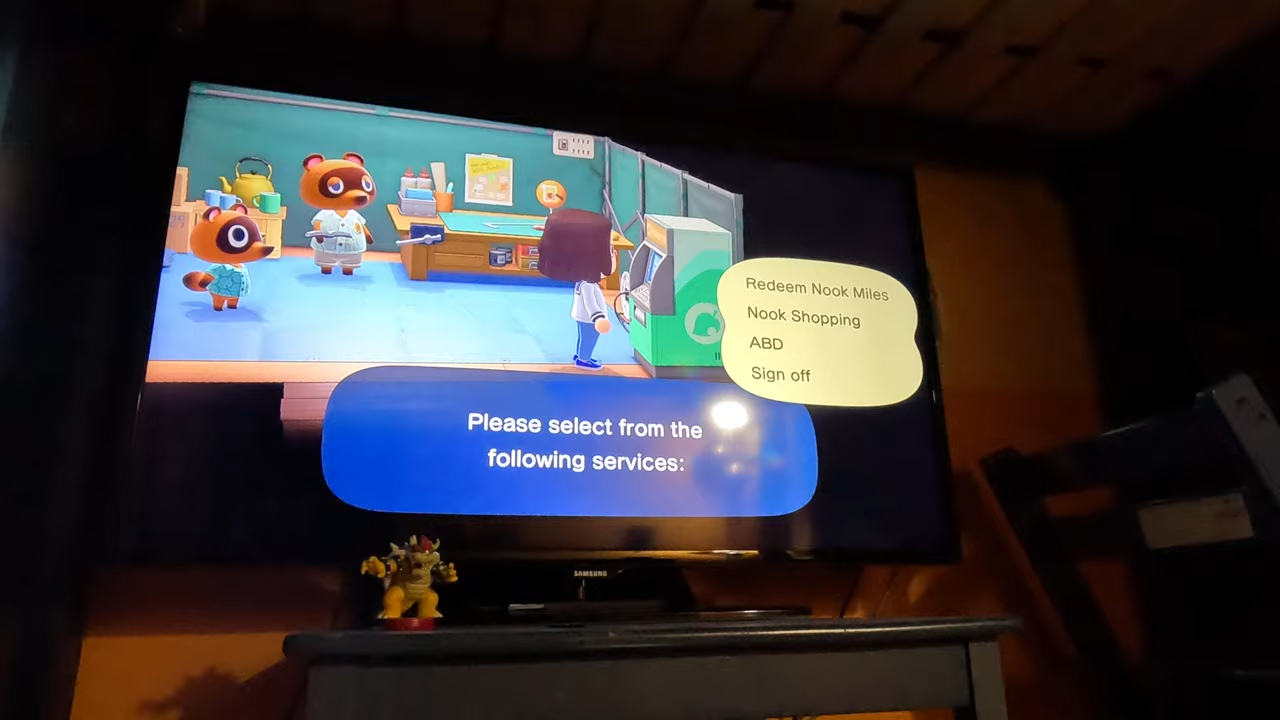 Redeem Nook Miles
Nook Shopping
ABD
Sign off
Please select from the
following services:
SAMSUNG